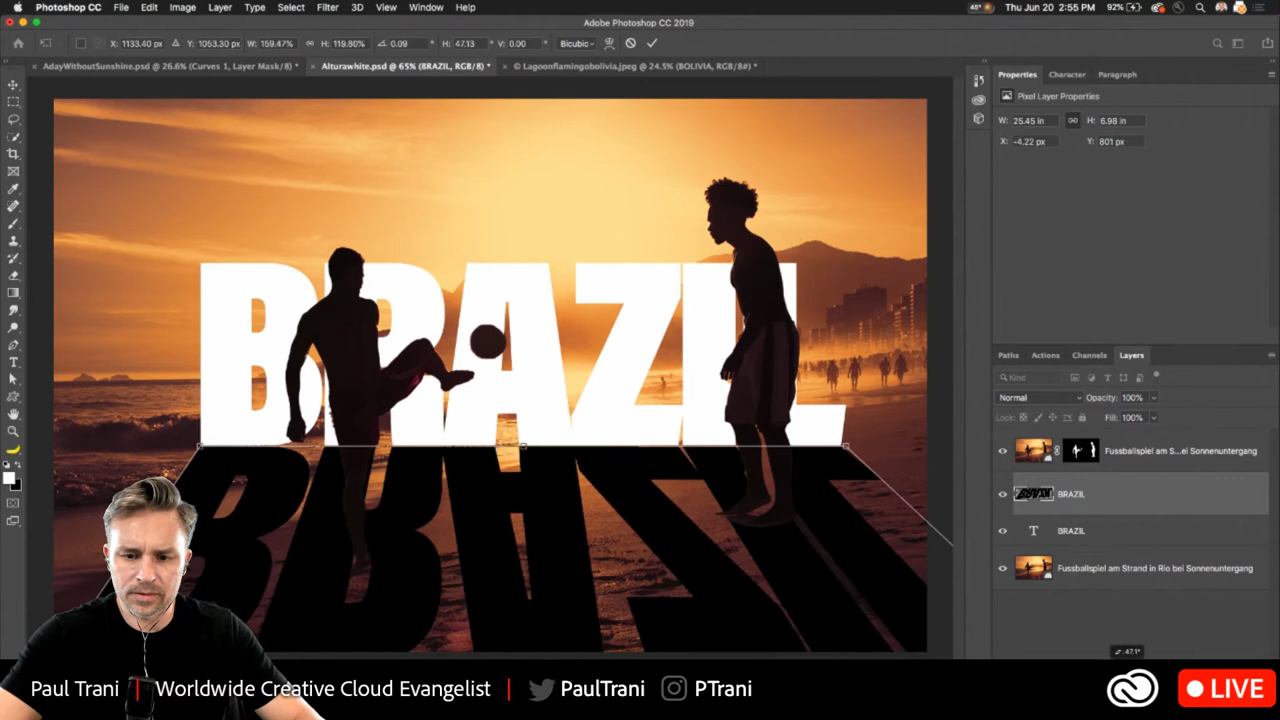 Photoshop CC File Edit Image Layer Type Select Filter 3D View Window Help 45° 92% Thu Jun 20 2:55 PM
Adobe Photoshop CC 2019
X: 1133.40 px Y: 1053.30 px W: 159.47% H: 119.80% 0.09 ° H: 47.13 ° V: 0.00 ° Bicubic
× AdayWithoutSunshine.psd @ 26.6% (Curves 1, Layer Mask/8) * × Alturawhite.psd @ 65% (BRAZIL, RGB/8) * × © Lagoonflamingobolivia.jpeg @ 24.5% (BOLIVIA, RGB/8#) *
Properties Character Paragraph
Pixel Layer Properties
W: 25.45 in H: 6.98 in
X: -4.22 px Y: 801 px
BRAZIL
BRAZIL
Paths Actions Channels Layers
Kind
Normal Opacity: 100%
Lock: Fill: 100%
Fussballspiel am S...ei Sonnenuntergang
BRAZIL
T BRAZIL
Fussballspiel am Strand in Rio bei Sonnenuntergang
47.1°
Paul Trani | Worldwide Creative Cloud Evangelist | PaulTrani PTrani LIVE